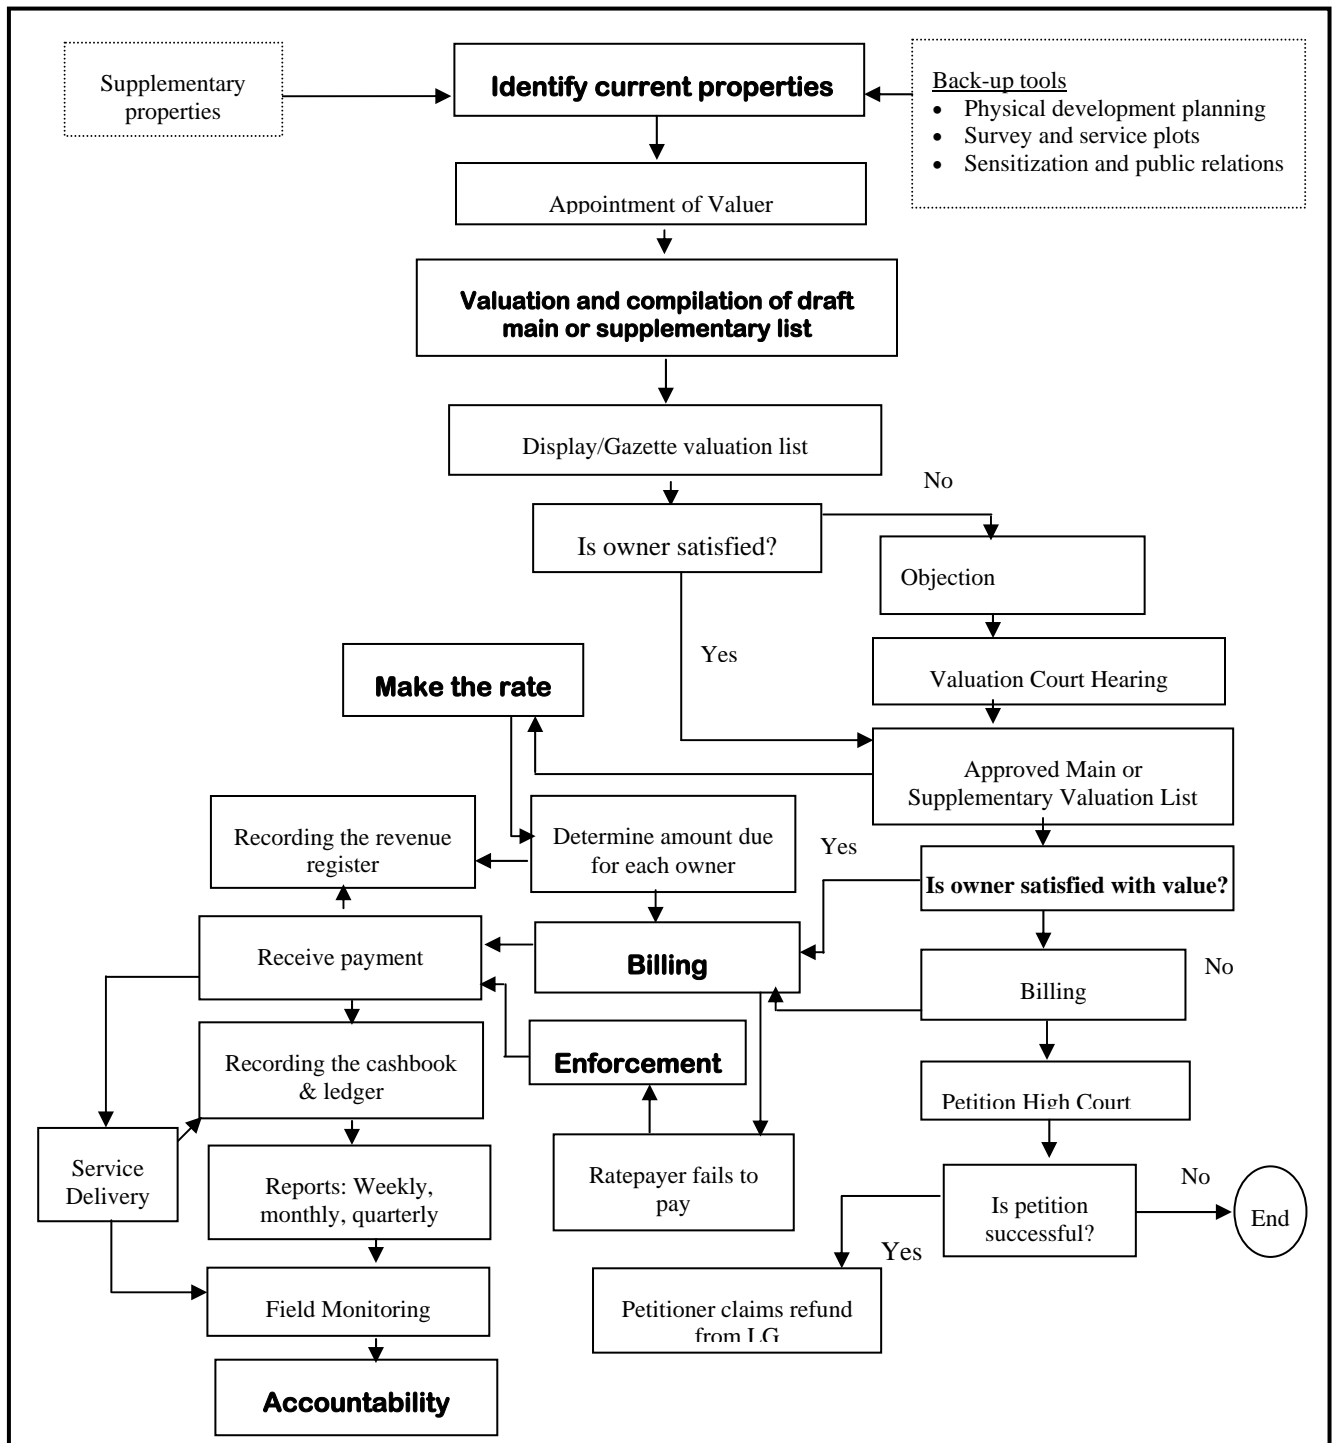 Supplementary
properties
Identify current properties
Back-up tools
• Physical development planning
• Survey and service plots
• Sensitization and public relations
Appointment of Valuer
Valuation and compilation of draft
main or supplementary list
Display/Gazette valuation list
No
Is owner satisfied?
Objection
Yes
Valuation Court Hearing
Make the rate
Approved Main or
Supplementary Valuation List
Recording the revenue
register
Determine amount due
for each owner
Yes
Is owner satisfied with value?
Receive payment
Billing
No
Billing
Recording the cashbook
& ledger
Enforcement
Petition High Court
Service
Delivery
Reports: Weekly,
monthly, quarterly
Ratepayer fails to
pay
Is petition
successful?
No
End
Yes
Field Monitoring
Petitioner claims refund
from LG
Accountability